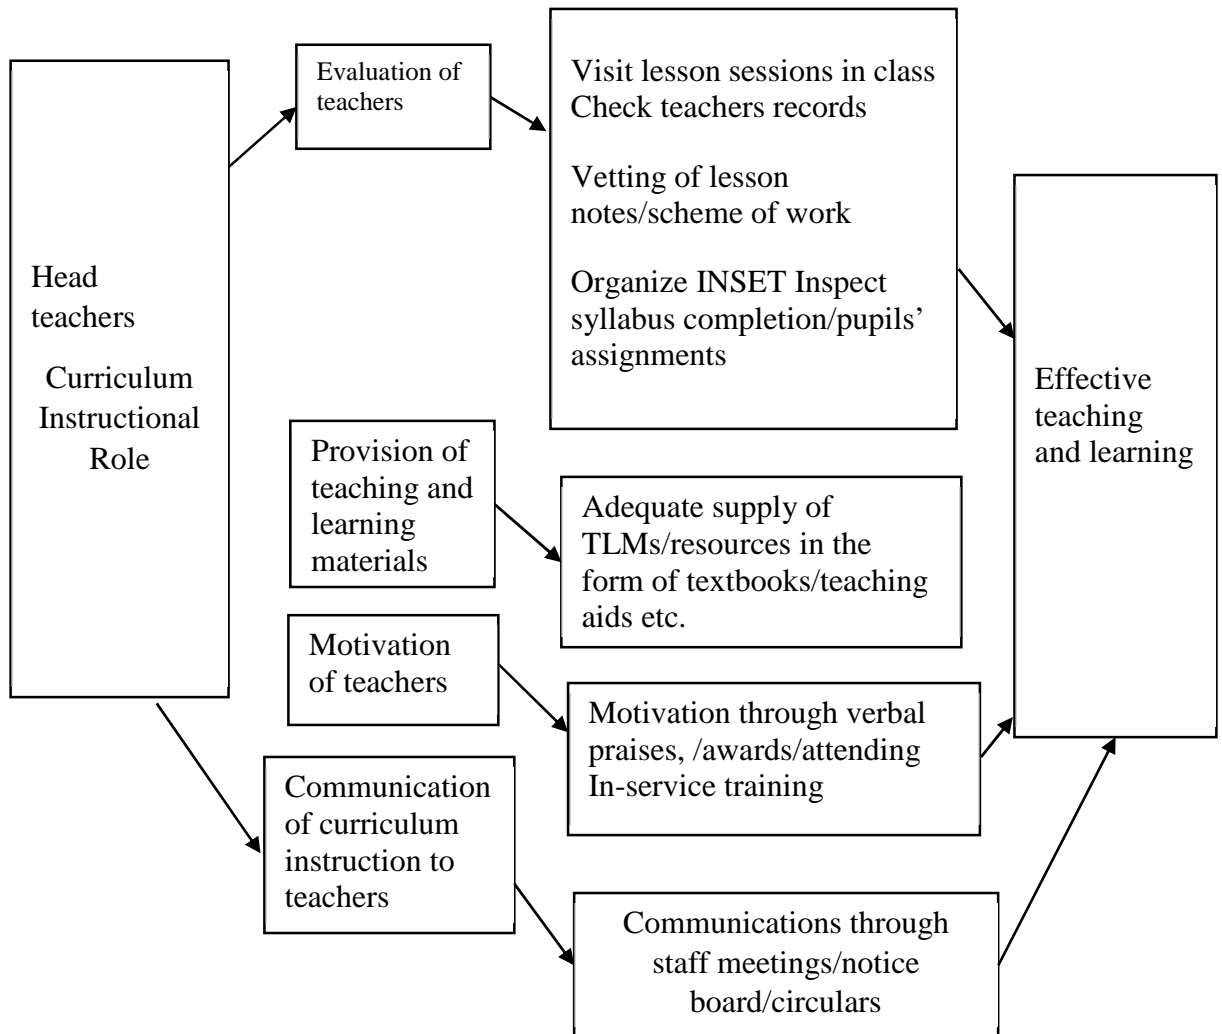 Head
teachers
Curriculum
Instructional
Role
Evaluation of
teachers
Visit lesson sessions in class
Check teachers records
Vetting of lesson
notes/scheme of work
Organize INSET Inspect
syllabus completion/pupils’
assignments
Provision of
teaching and
learning
materials
Adequate supply of
TLMs/resources in the
form of textbooks/teaching
aids etc.
Motivation
of teachers
Motivation through verbal
praises, /awards/attending
In-service training
Communication
of curriculum
instruction to
teachers
Communications through
staff meetings/notice
board/circulars
Effective
teaching
and learning